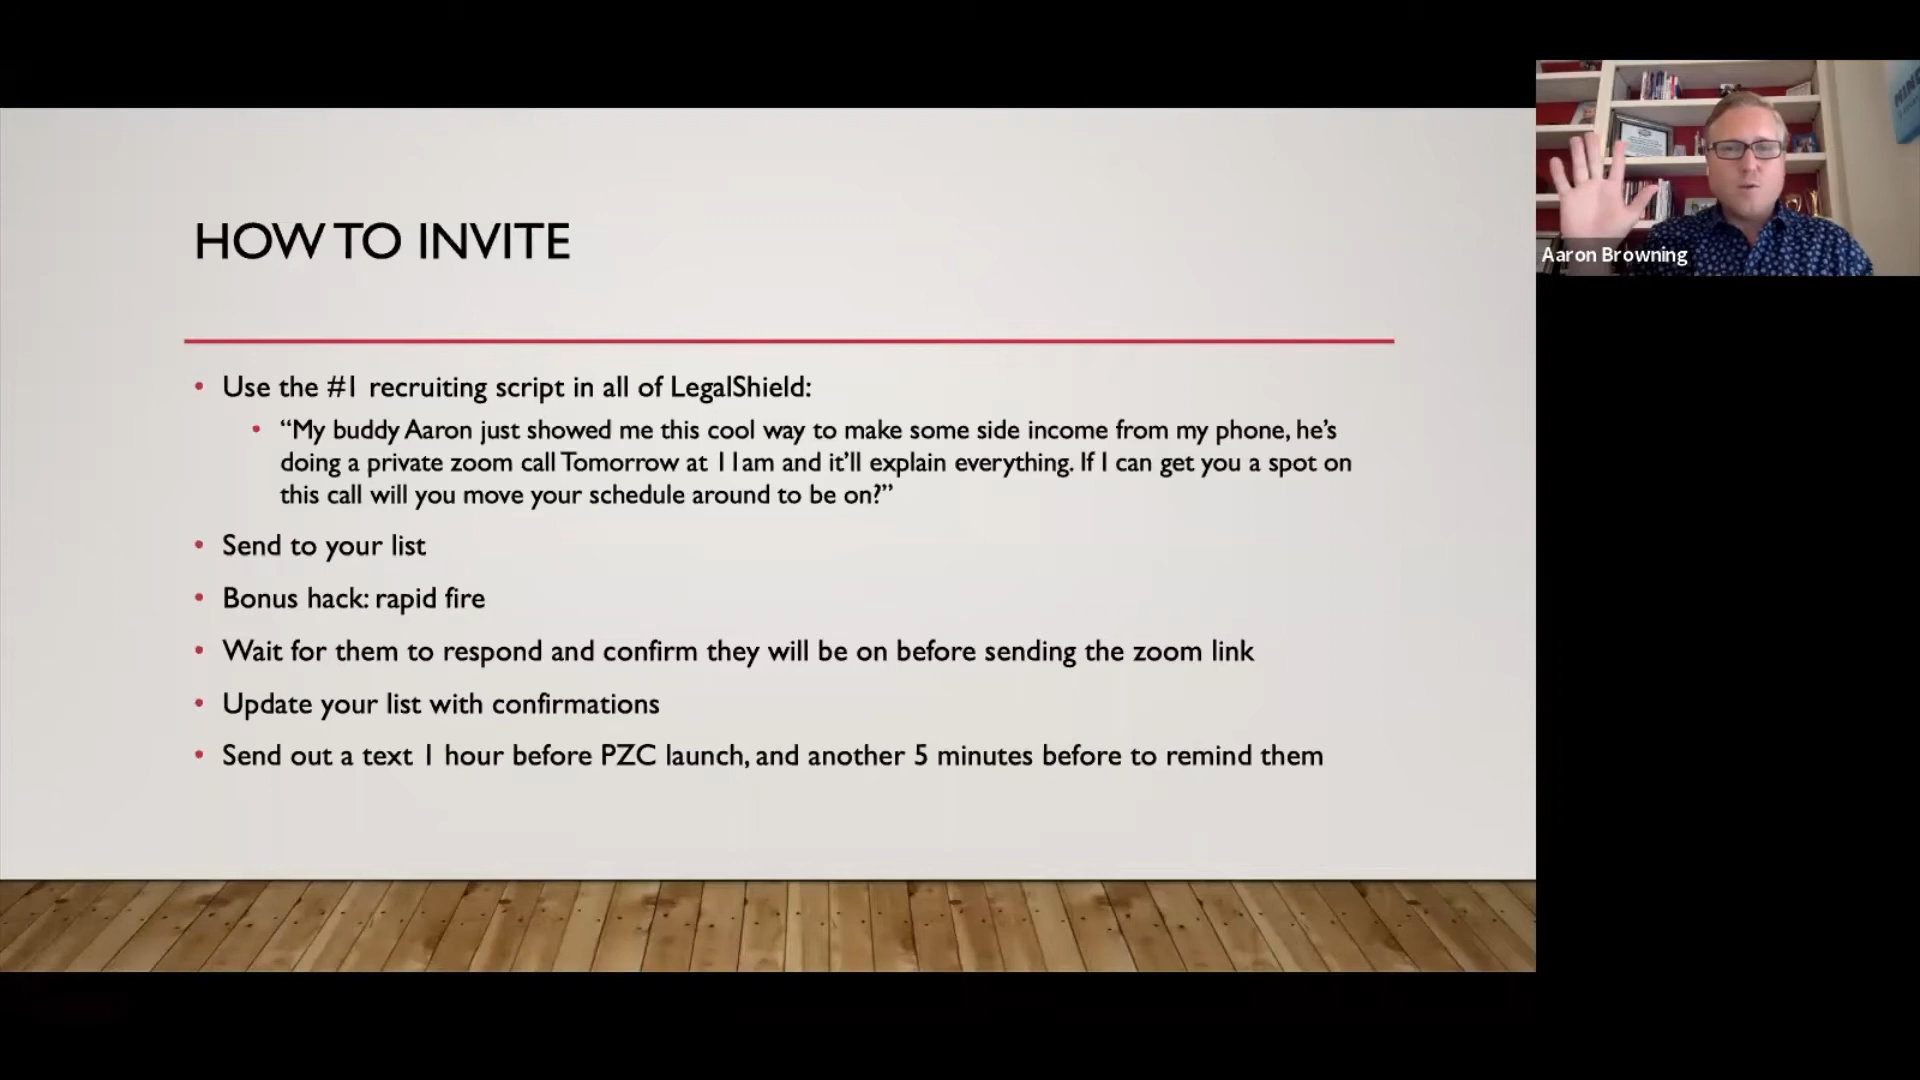 HOW TO INVITE
• Use the #1 recruiting script in all of LegalShield:
• “My buddy Aaron just showed me this cool way to make some side income from my phone, he’s
doing a private zoom call Tomorrow at 11am and it’ll explain everything. If I can get you a spot on
this call will you move your schedule around to be on?”
• Send to your list
• Bonus hack: rapid fire
• Wait for them to respond and confirm they will be on before sending the zoom link
• Update your list with confirmations
• Send out a text 1 hour before PZC launch, and another 5 minutes before to remind them
Aaron Browning